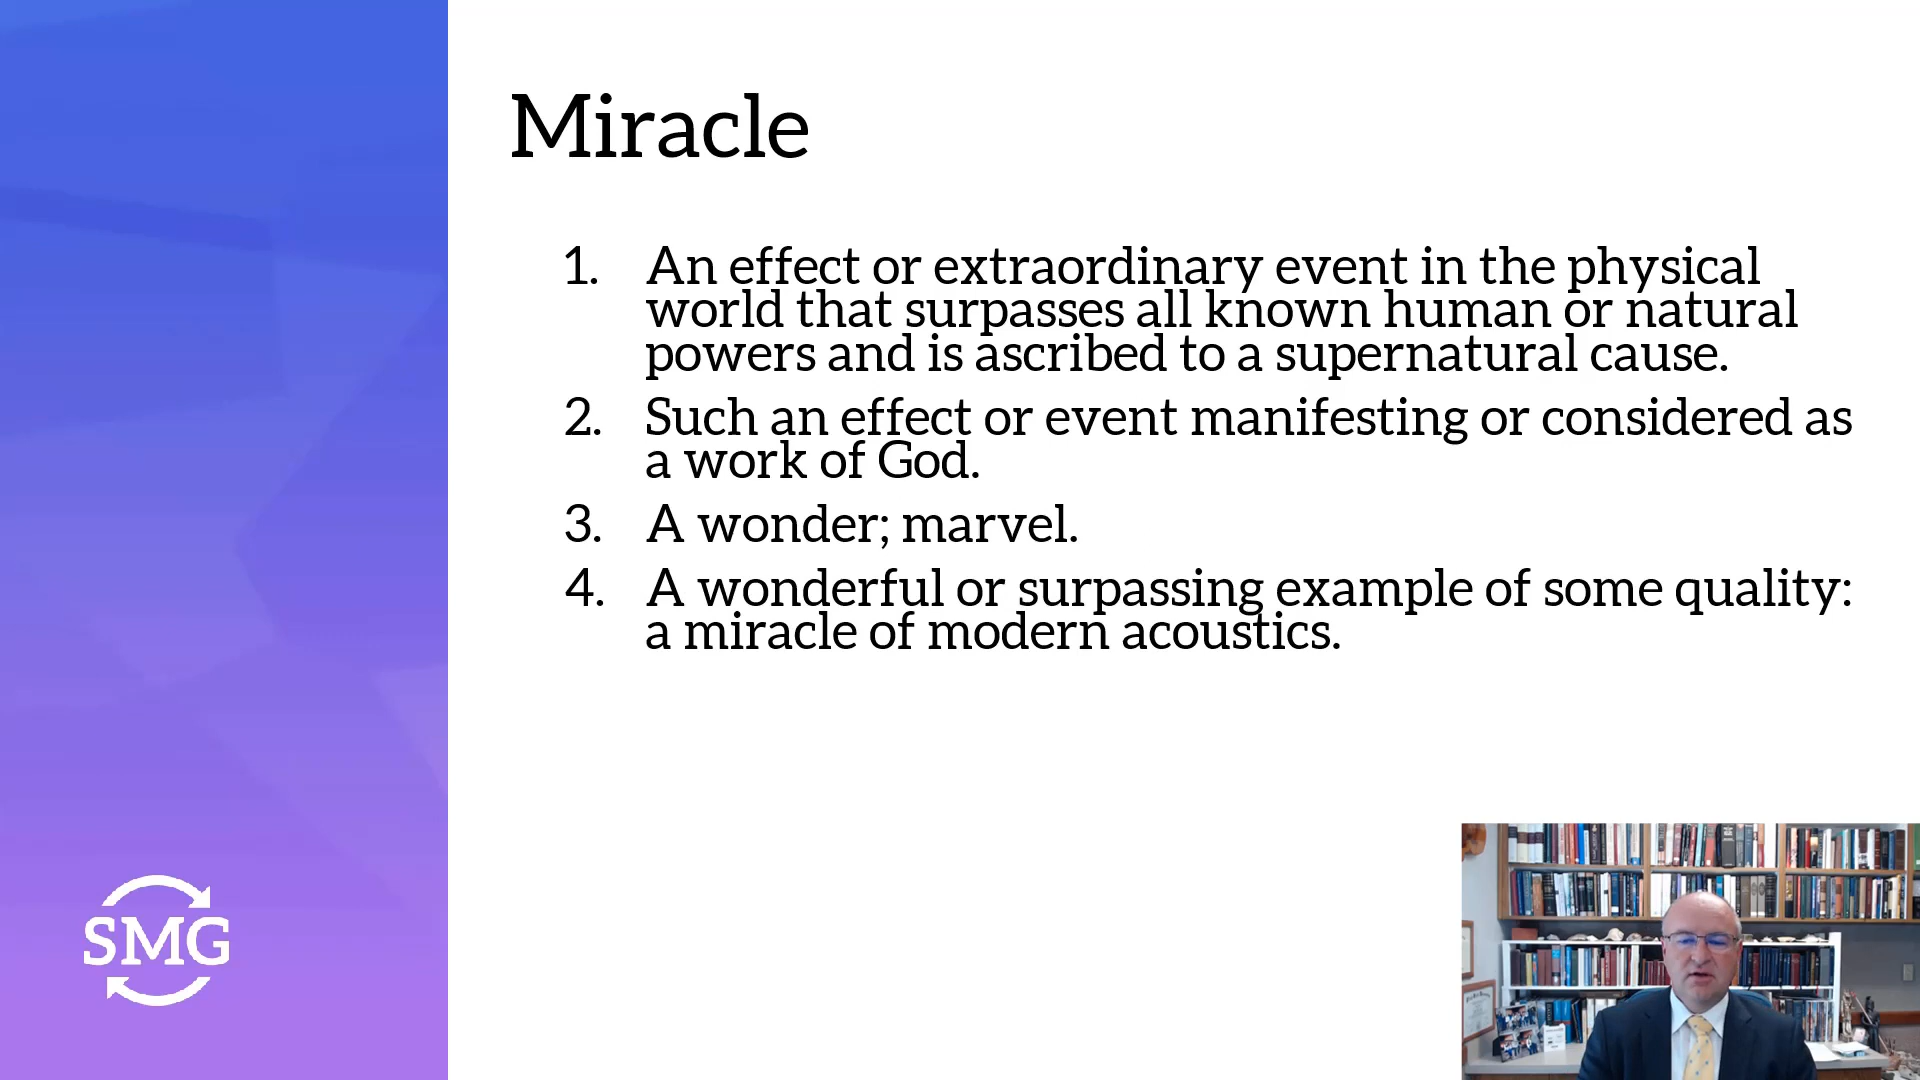 Miracle
1. An effect or extraordinary event in the physical
world that surpasses all known human or natural
powers and is ascribed to a supernatural cause.
2. Such an effect or event manifesting or considered as
a work of God.
3. A wonder; marvel.
4. A wonderful or surpassing example of some quality:
a miracle of modern acoustics.
SMG